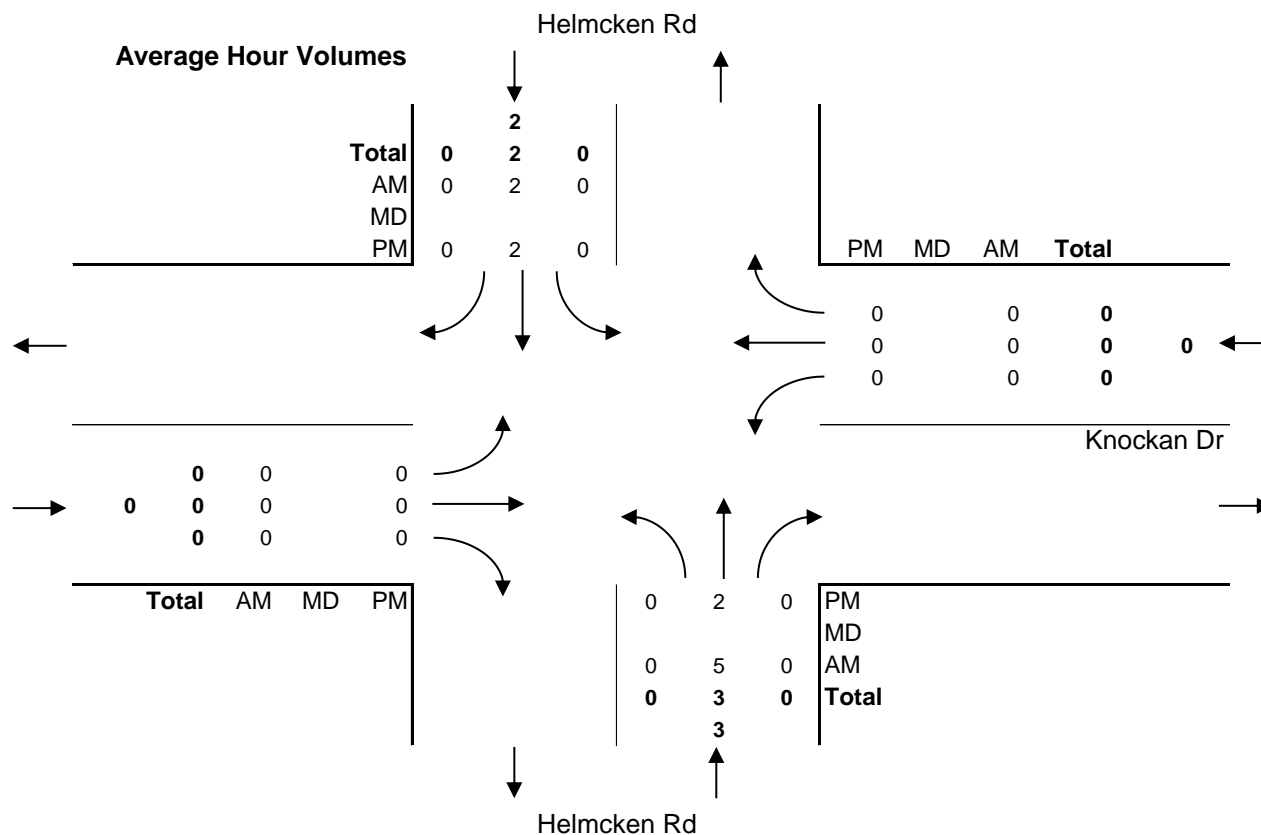 Helmcken Rd
Average Hour Volumes
2
Total 0 2 0
AM 0 2 0
MD
PM 0 2 0
PM MD AM Total
0 0 0
0 0 0 0
0 0 0
Knockan Dr
0 0 0
0 0 0 0
0 0 0
Total AM MD PM
0 2 0 PM
MD
0 5 0 AM
0 3 0 Total
3
Helmcken Rd